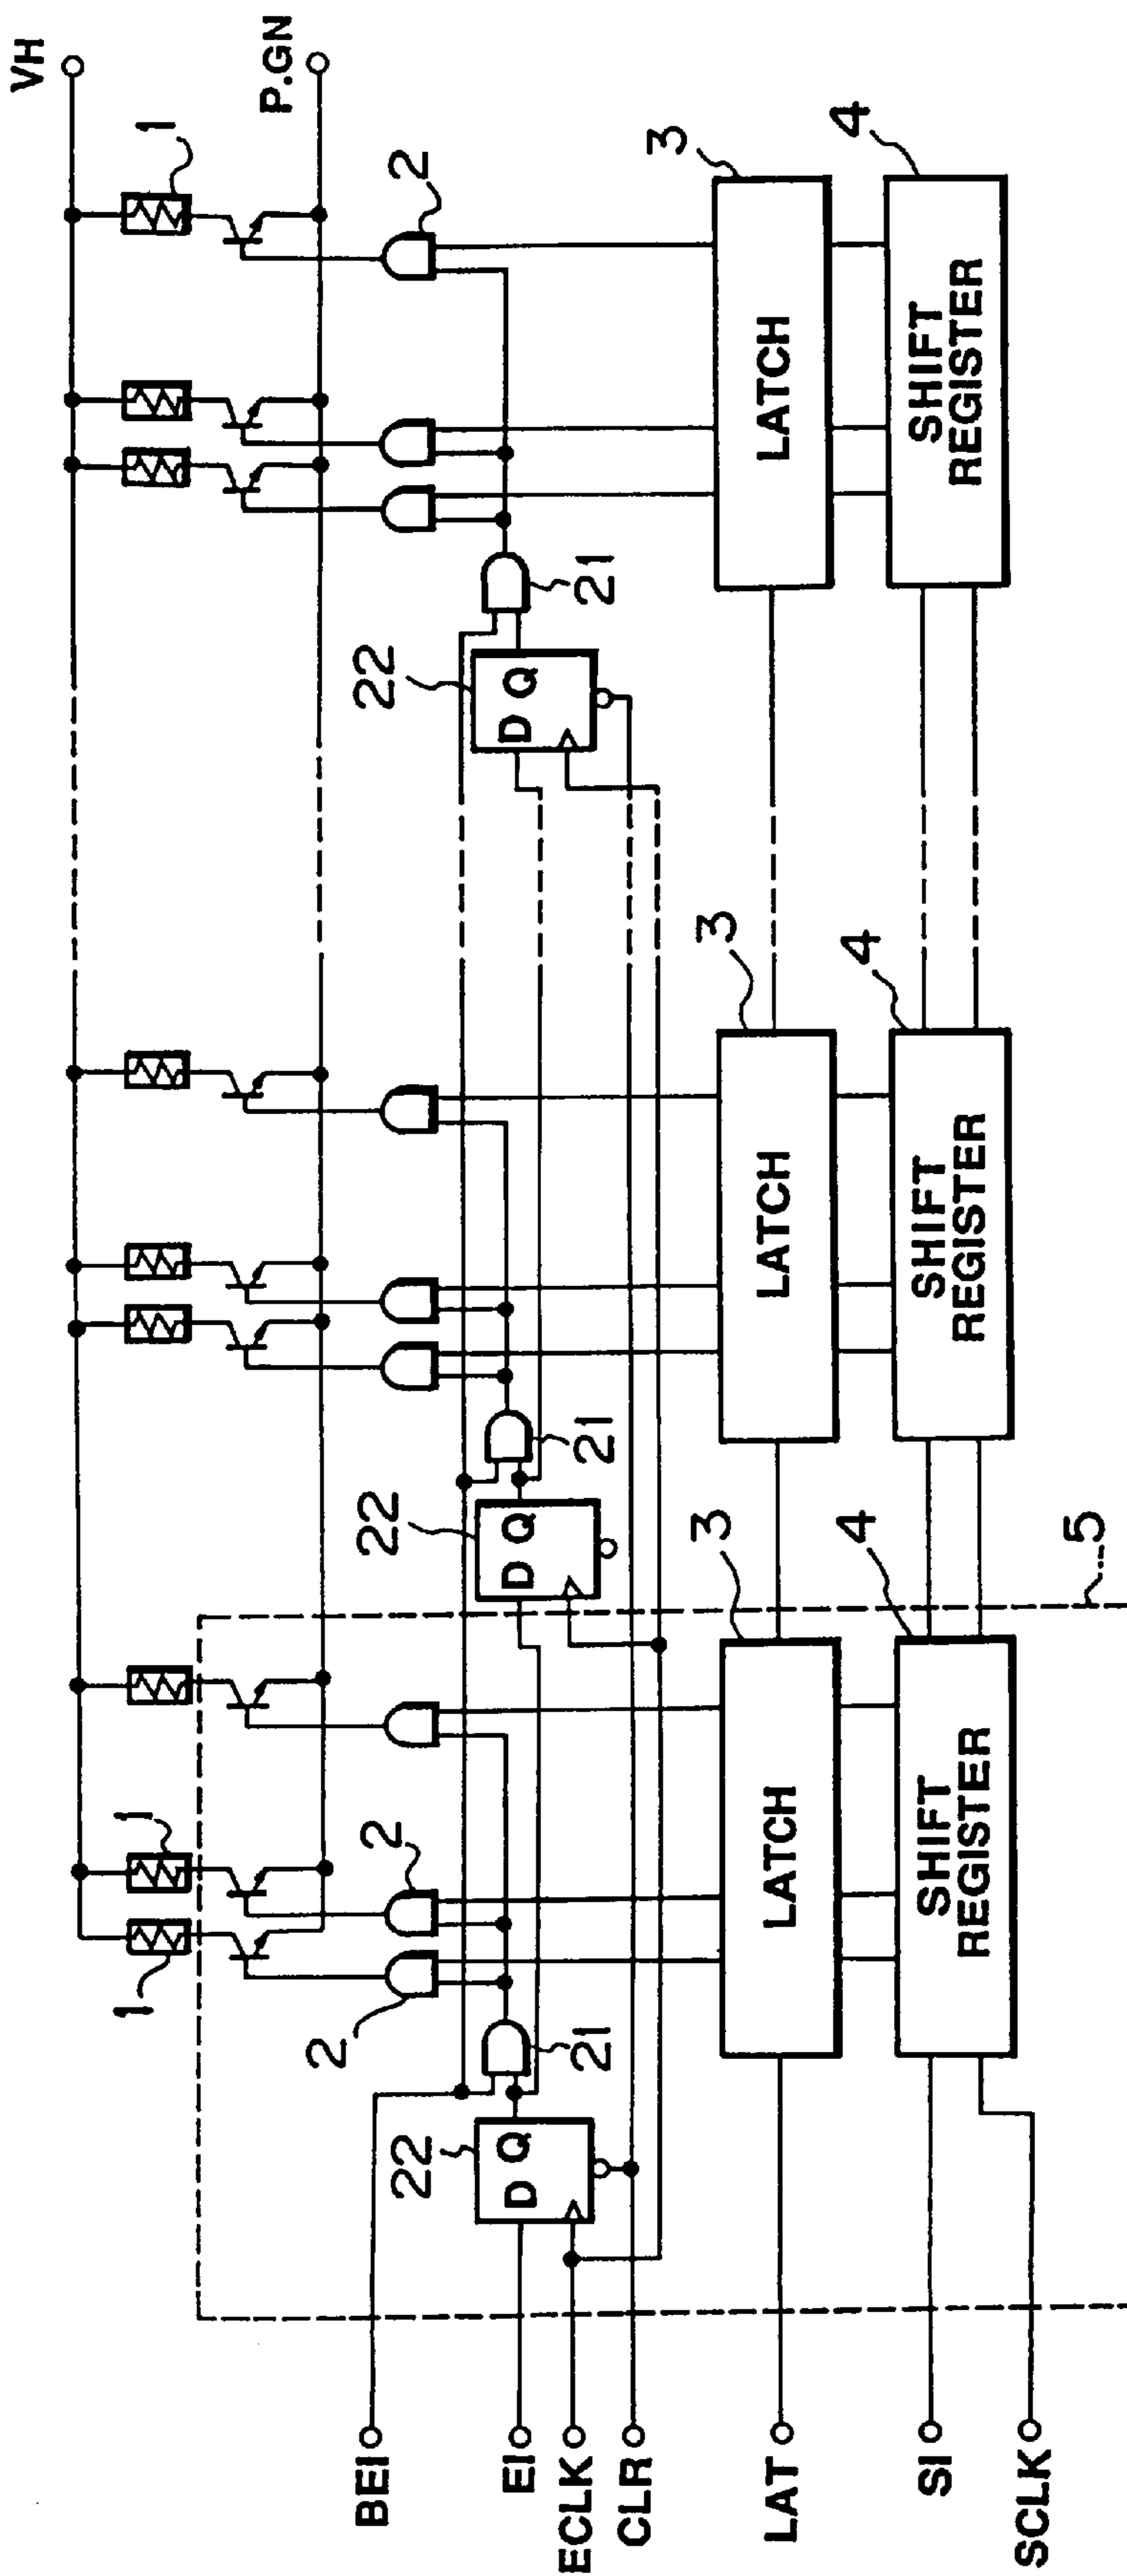 VH
P.GN
1
1
1
2
2
2
22
D Q
21
22
D Q
21
22
D Q
21
BEI
EI
ECLK
CLR
LAT
SI
SCLK
3
LATCH
3
LATCH
3
LATCH
4
SHIFT
REGISTER
4
SHIFT
REGISTER
4
SHIFT
REGISTER
5